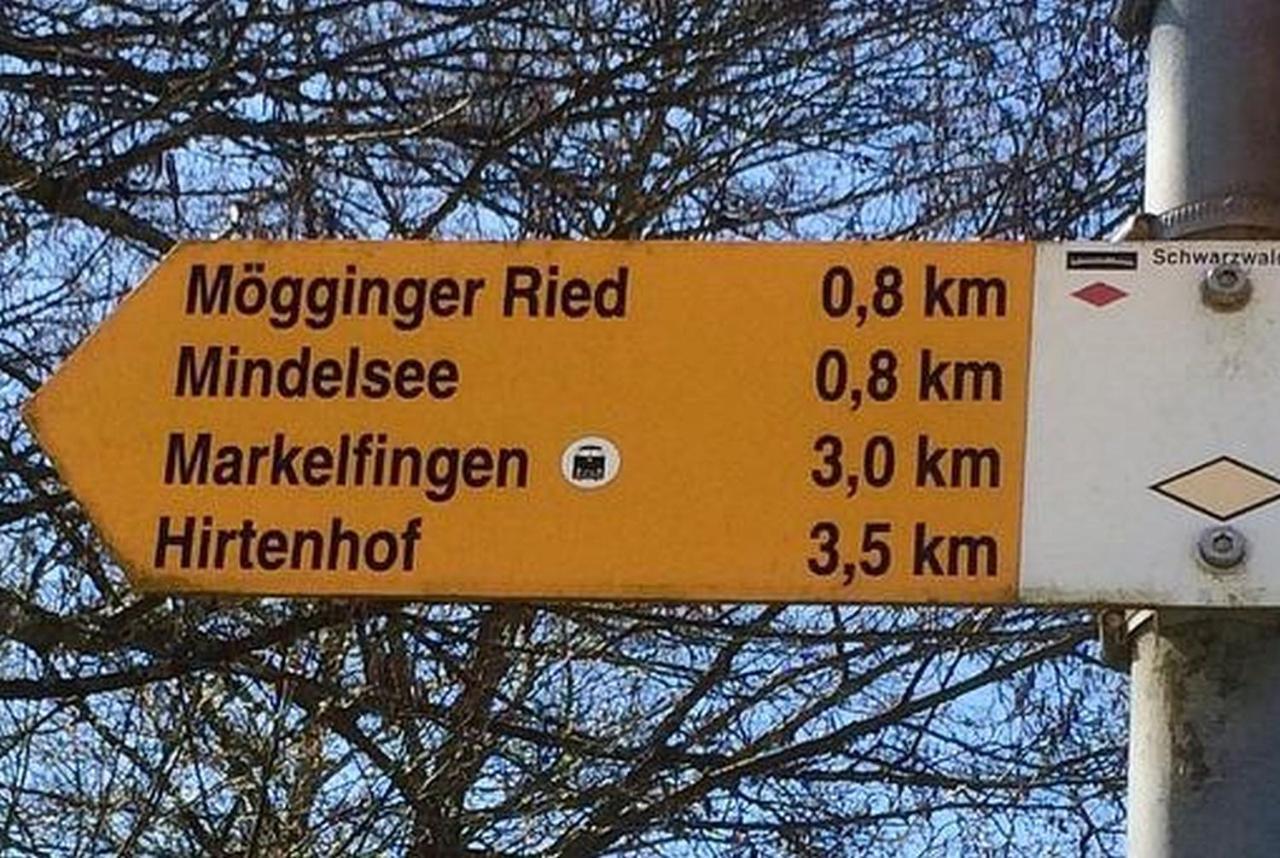 Mögginger Ried 0,8 km
Mindelsee 0,8 km
Markelfingen 3,0 km
Hirtenhof 3,5 km